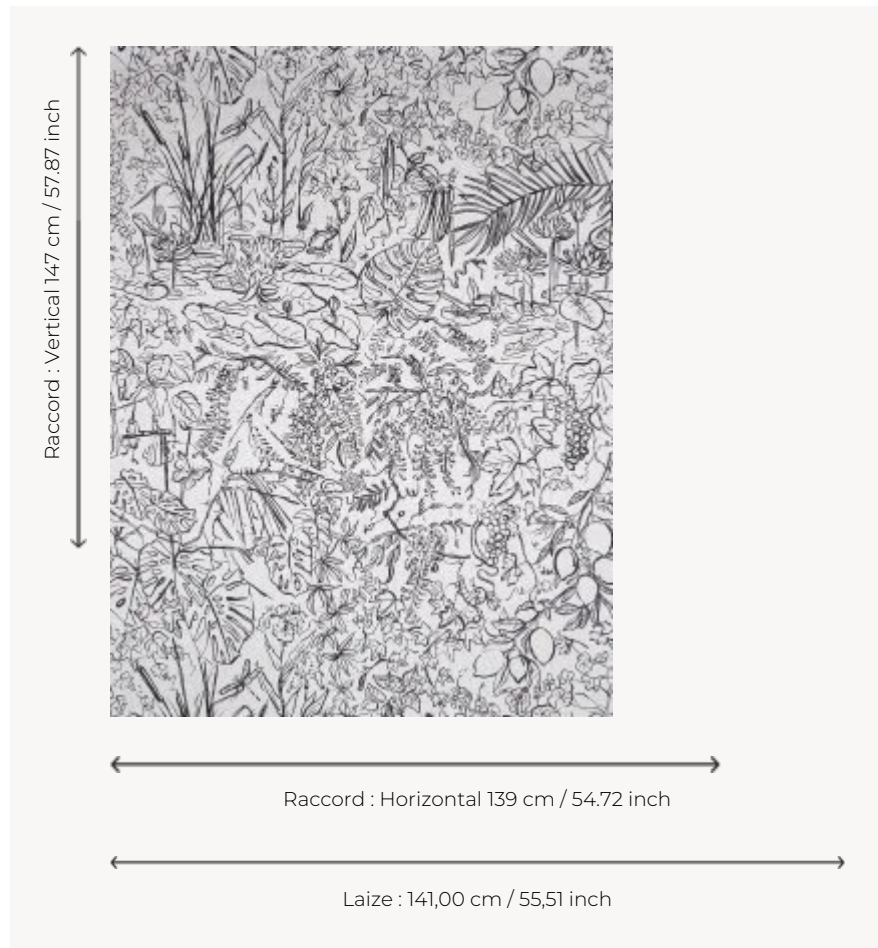 Raccord : Vertical 147 cm / 57.87 inch
Raccord : Horizontal 139 cm / 54.72 inch
Laize : 141,00 cm / 55,51 inch